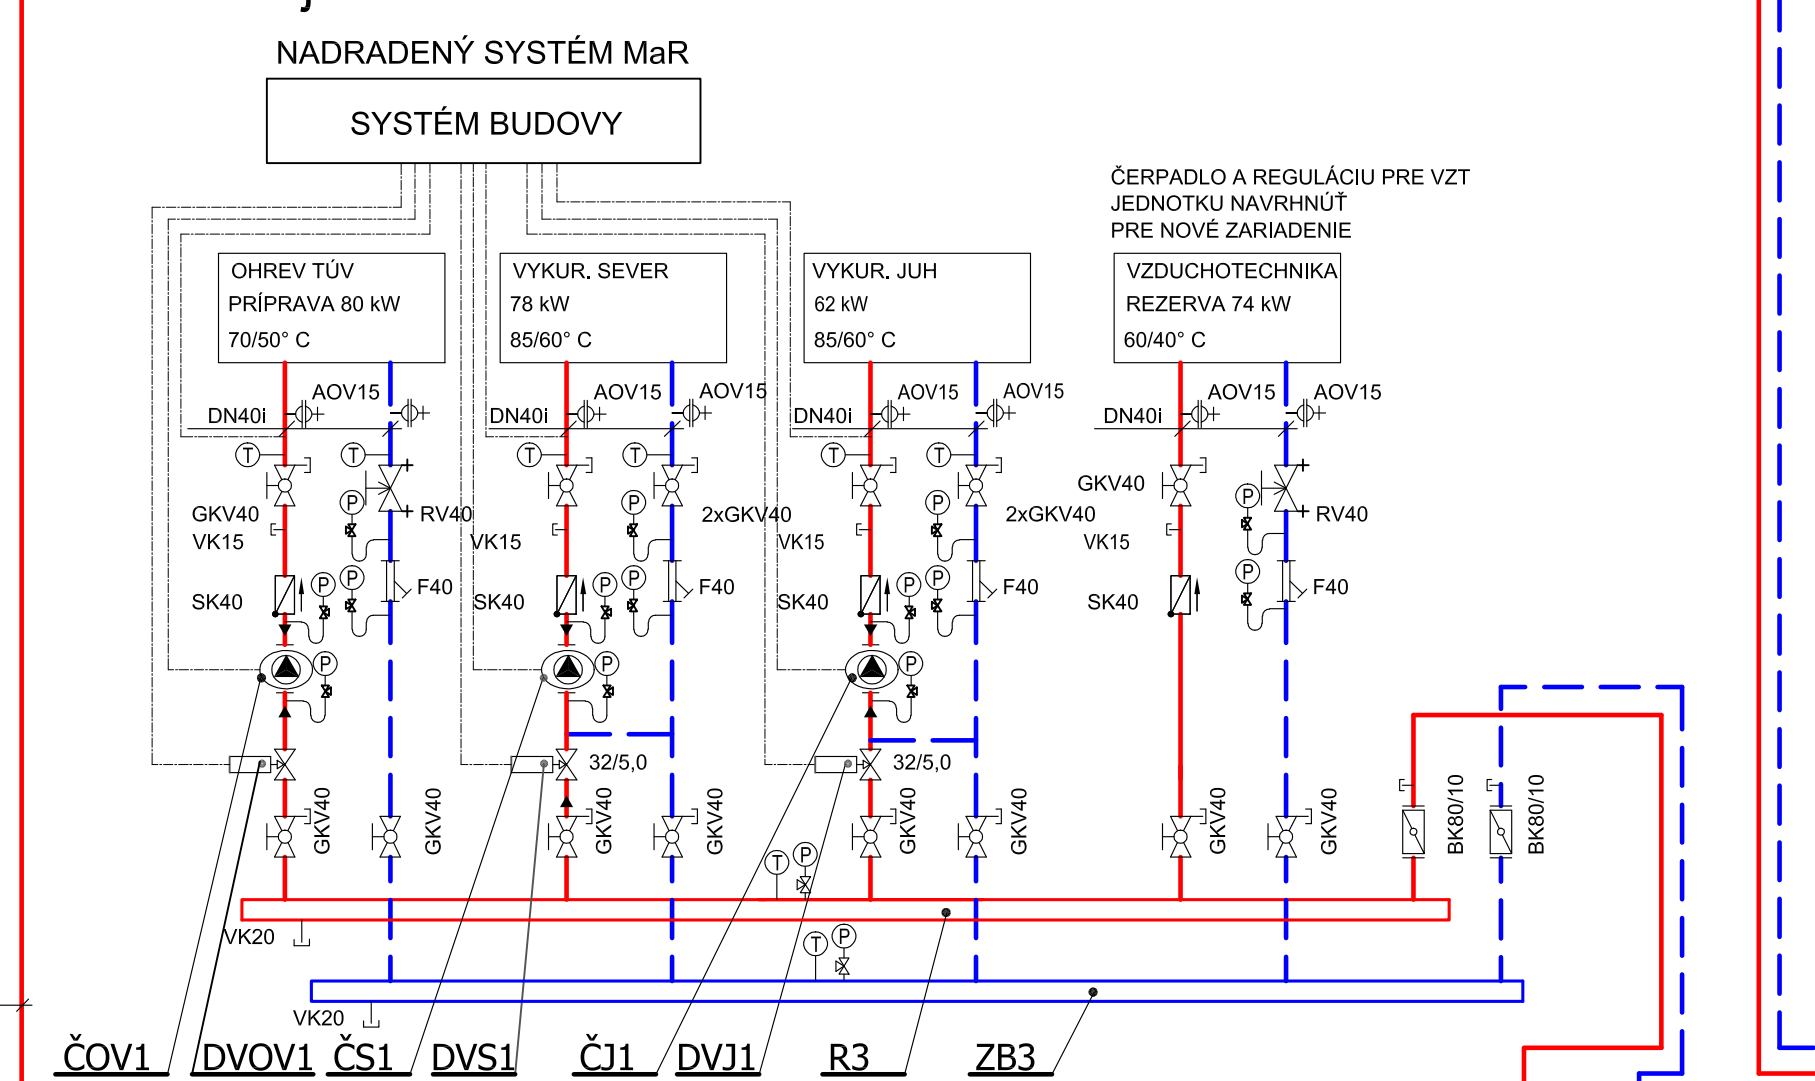 NADRADENÝ SYSTÉM MaR
SYSTÉM BUDOVY
ČERPADLO A REGULÁCIU PRE VZT
JEDNOTKU NAVRHNÚŤ
PRE NOVÉ ZARIADENIE
OHREV TÚV
PRÍPRAVA 80 kW
70/50° C
VYKUR. SEVER
78 kW
85/60° C
VYKUR. JUH
62 kW
85/60° C
VZDUCHOTECHNIKA
REZERVA 74 kW
60/40° C
AOV15
DN40i
T
T
P
GKV40
RV40
VK15
P
P
F40
SK40
P
GKV40
GKV40
AOV15
AOV15
DN40i
T
T
P
2xGKV40
VK15
P
P
F40
SK40
P
32/5,0
GKV40
GKV40
AOV15
AOV15
DN40i
T
T
P
2xGKV40
VK15
P
P
F40
SK40
P
32/5,0
GKV40
GKV40
AOV15
AOV15
DN40i
GKV40
P
RV40
VK15
P
F40
SK40
GKV40
GKV40
BK80/10
BK80/10
T
P
VK20
T
P
VK20
ČOV1
DVOV1
ČS1
DVS1
ČJ1
DVJ1
R3
ZB3